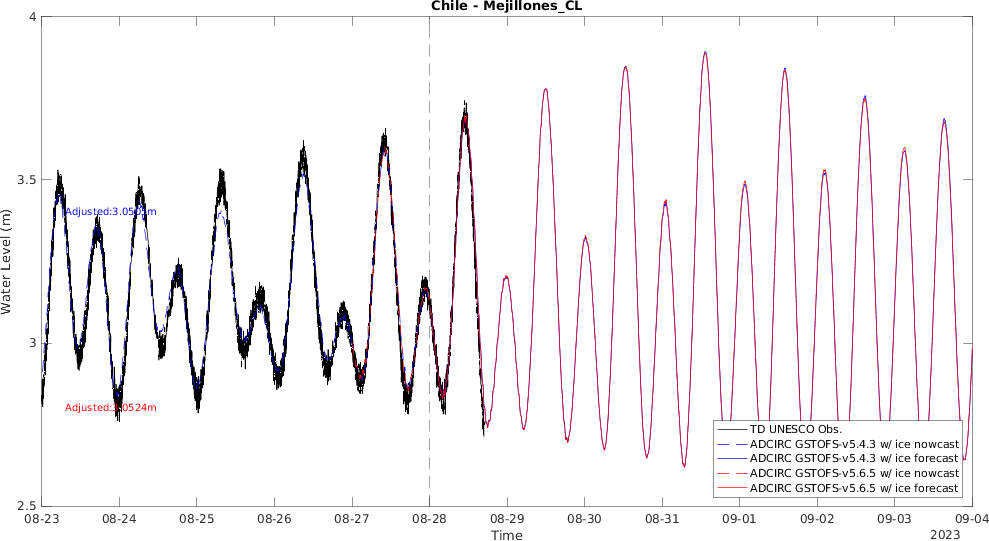 Chile - Mejillones_CL
4
3.5
3
2.5
Water Level (m)
Adjusted:3.0505m
Adjusted:3.0524m
TD UNESCO Obs.
ADCIRC GSTOFS-v5.4.3 w/ ice nowcast
ADCIRC GSTOFS-v5.4.3 w/ ice forecast
ADCIRC GSTOFS-v5.6.5 w/ ice nowcast
ADCIRC GSTOFS-v5.6.5 w/ ice forecast
08-23 08-24 08-25 08-26 08-27 08-28 08-29 08-30 08-31 09-01 09-02 09-03 09-04
Time
2023